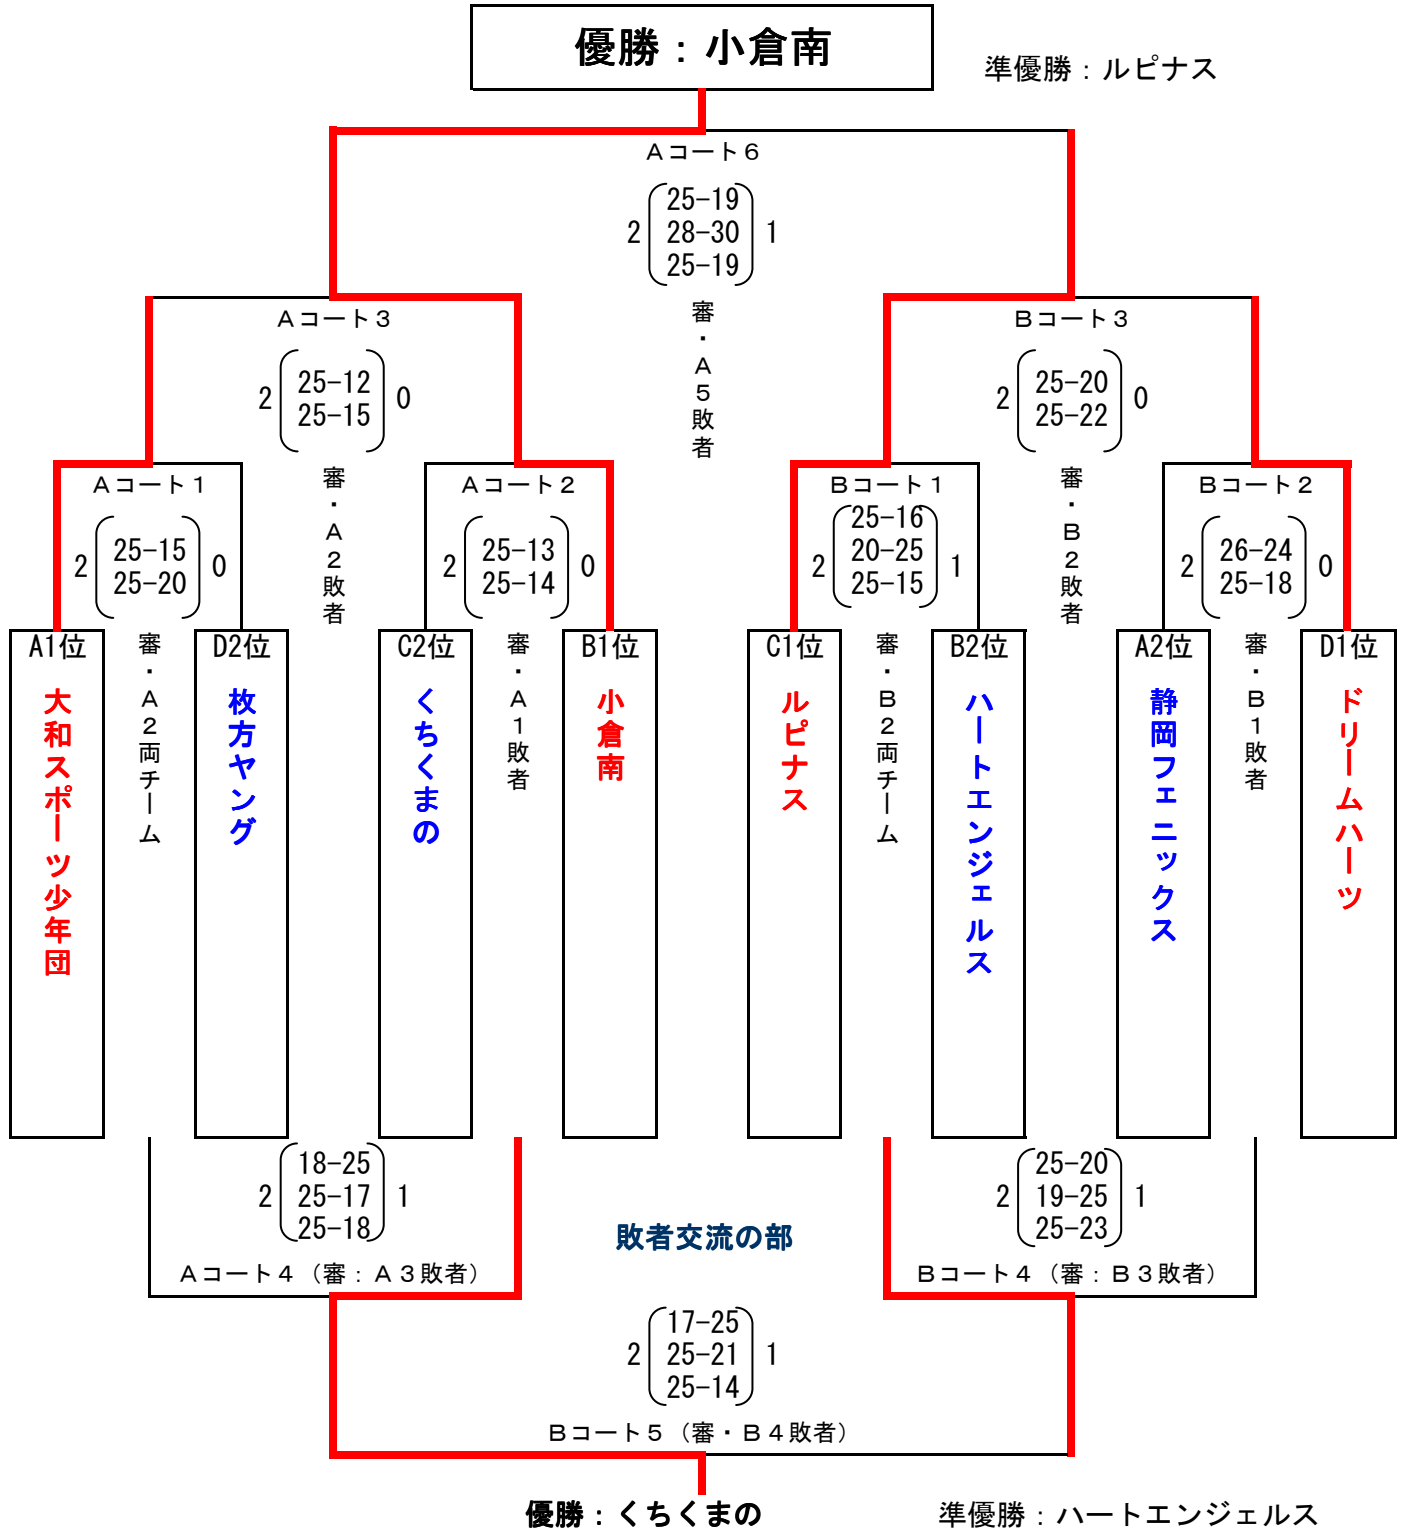 優勝：小倉南
準優勝：ルピナス
Ａコート６
2
25-19
28-30
25-19
1
審・Ａ５敗者
Ａコート３
2
25-12
25-15
0
審・Ａ２敗者
Ｂコート３
2
25-20
25-22
0
審・Ｂ２敗者
Ａコート１
2
25-15
25-20
0
審・Ａ２両チーム
Ａコート２
2
25-13
25-14
0
審・Ａ１敗者
Ｂコート１
2
25-16
20-25
25-15
1
審・Ｂ２両チーム
Ｂコート２
2
26-24
25-18
0
審・Ｂ１敗者
A1位
大和スポーツ少年団
D2位
枚方ヤング
C2位
くちくまの
B1位
小倉南
C1位
ルピナス
B2位
ハートエンジェルス
A2位
静岡フェニックス
D1位
ドリームハーツ
2
18-25
25-17
25-18
1
Ａコート４（審：Ａ３敗者）
敗者交流の部
2
25-20
19-25
25-23
1
Ｂコート４（審：Ｂ３敗者）
2
17-25
25-21
25-14
1
Ｂコート５（審・Ｂ４敗者）
優勝：くちくまの
準優勝：ハートエンジェルス